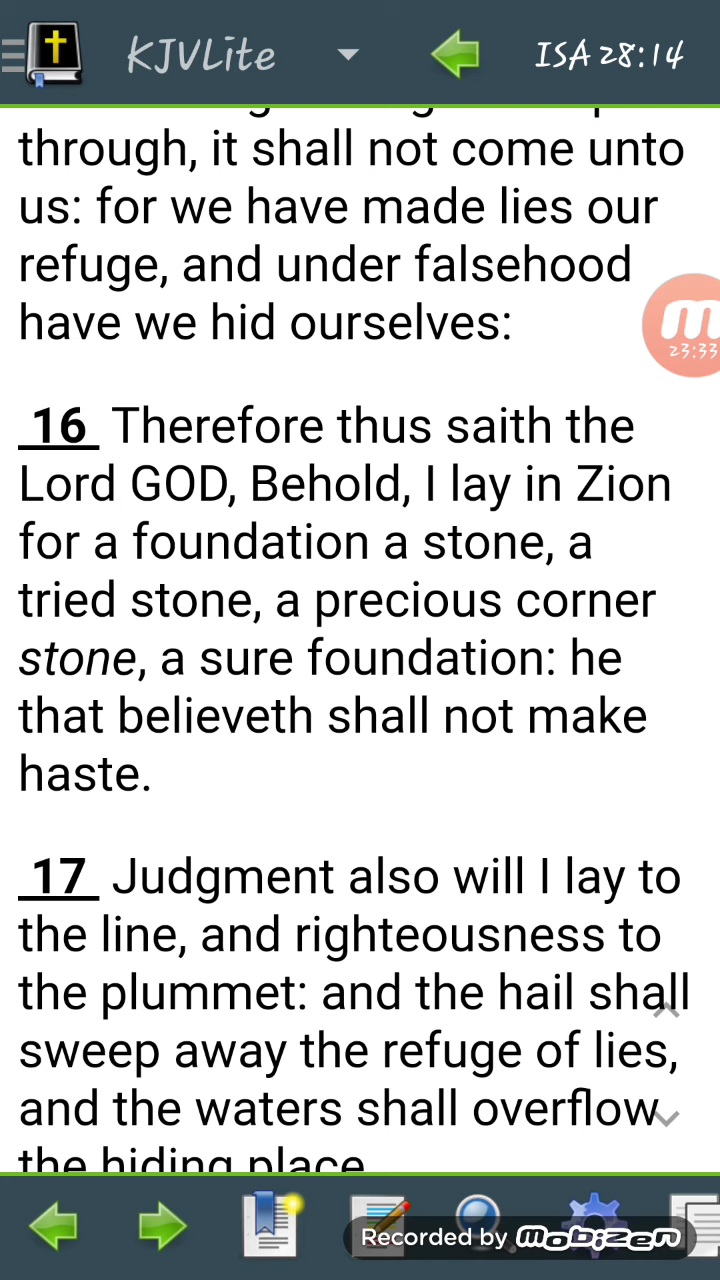 KJVLite ISA 28:14
through, it shall not come unto
us: for we have made lies our
refuge, and under falsehood
have we hid ourselves:
23:33
16 Therefore thus saith the
Lord GOD, Behold, I lay in Zion
for a foundation a stone, a
tried stone, a precious corner
stone, a sure foundation: he
that believeth shall not make
haste.
17 Judgment also will I lay to
the line, and righteousness to
the plummet: and the hail shall
sweep away the refuge of lies,
and the waters shall overflow
the hiding place
Recorded by mobizen